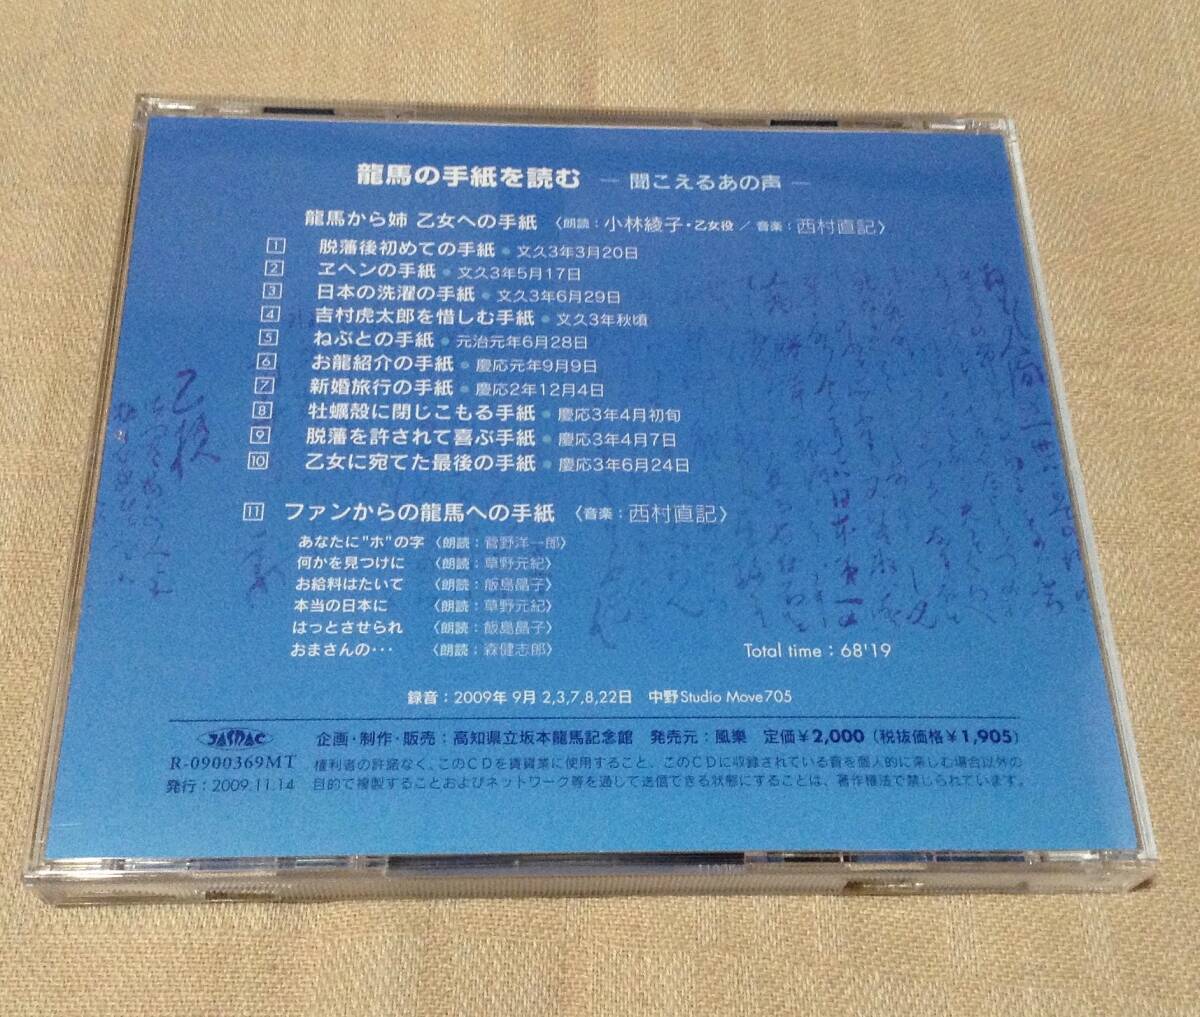 龍馬の手紙を読む ─ 聞こえるあの声 ─
龍馬から姉 乙女への手紙 〈朗読：小林綾子・乙女役 / 音楽：西村直記〉
1 脱藩後初めての手紙 ● 文久3年3月20日
2 ヱヘンの手紙 ● 文久3年5月17日
3 日本の洗濯の手紙 ● 文久3年6月29日
4 吉村虎太郎を惜しむ手紙 ● 文久3年秋頃
5 ねぶとの手紙 ● 元治元年6月28日
6 お龍紹介の手紙 ● 慶応元年9月9日
7 新婚旅行の手紙 ● 慶応2年12月4日
8 牡蠣殻に閉じこもる手紙 ● 慶応3年4月初旬
9 脱藩を許されて喜ぶ手紙 ● 慶応3年4月7日
10 乙女に宛てた最後の手紙 ● 慶応3年6月24日
11 ファンからの龍馬への手紙 〈音楽：西村直記〉
あなたに"ホ"の字 〈朗読：菅野洋一郎〉
何かを見つけに 〈朗読：草野元紀〉
お給料はたいて 〈朗読：飯島晶子〉
本当の日本に 〈朗読：草野元紀〉
はっとさせられ 〈朗読：飯島晶子〉
おまさんの・・・ 〈朗読：森健志郎〉
Total time：68'19
録音：2009年 9月 2,3,7,8,22日 中野Studio Move705
JASRAC
R-0900369MT
発行：2009.11.14
企画・制作・販売：高知県立坂本龍馬記念館 発売元：風樂 定価¥2,000（税抜価格¥1,905）
権利者の許諾なく、このCDを賃貸業に使用すること、このCDに収録されている音を個人的に楽しむ場合以外の
目的で複製することおよびネットワーク等を通して送信できる状態にすることは、著作権法で禁じられています。